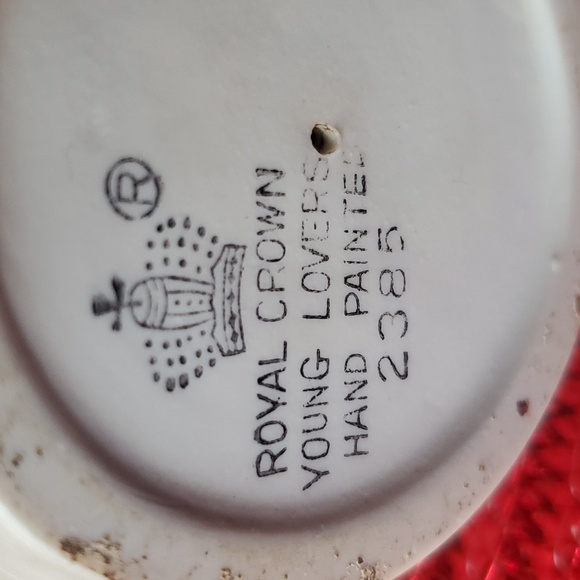 ®
ROYAL CROWN
YOUNG LOVERS
HAND PAINTED
2385